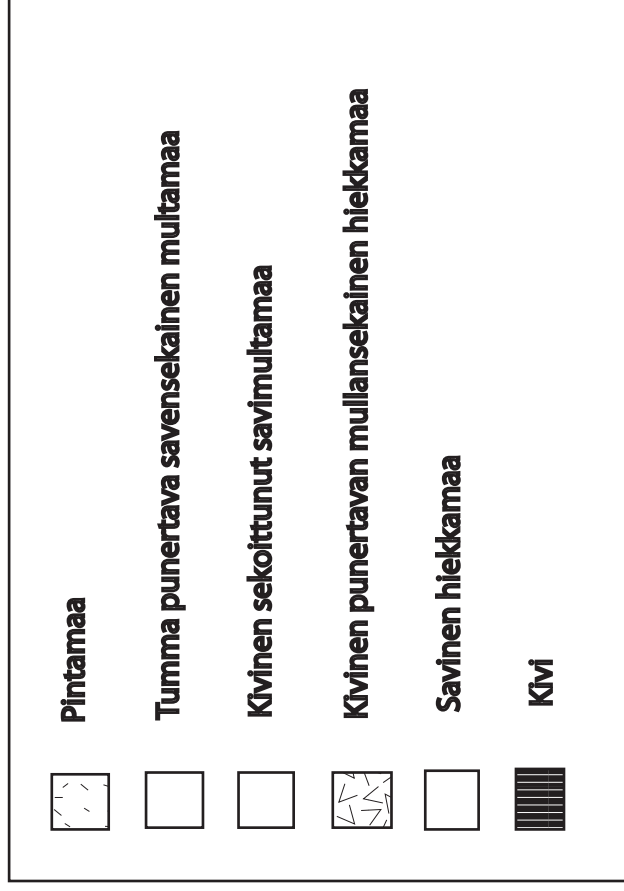 Pintamaa
Tumma punertava savensekainen multamaa
Kivinen sekoittunut savimultamaa
Kivinen punertavan mullansekainen hiekkamaa
Savinen hiekkamaa
Kivi